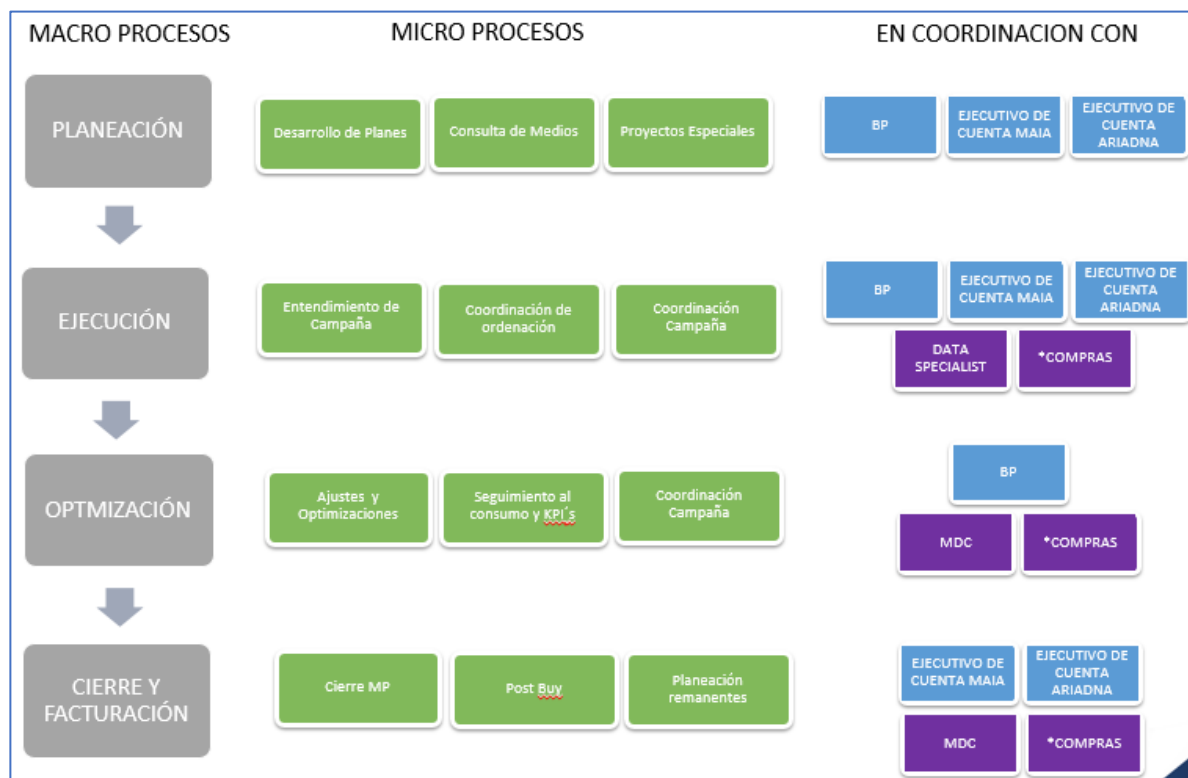 MACRO PROCESOS
MICRO PROCESOS
EN COORDINACION CON
PLANEACIÓN
Desarrollo de Planes
Consulta de Medios
Proyectos Especiales
BP
EJECUTIVO DE
CUENTA MAIA
EJECUTIVO DE
CUENTA
ARIADNA
EJECUCIÓN
Entendimiento de
Campaña
Coordinación de
ordenación
Coordinación
Campaña
BP
EJECUTIVO DE
CUENTA MAIA
EJECUTIVO DE
CUENTA
ARIADNA
DATA
SPECIALIST
*COMPRAS
OPTMIZACIÓN
Ajustes y
Optimizaciones
Seguimiento al
consumo y KPI´s
Coordinación
Campaña
BP
MDC
*COMPRAS
CIERRE Y
FACTURACIÓN
Cierre MP
Post Buy
Planeación
remanentes
EJECUTIVO DE
CUENTA MAIA
EJECUTIVO DE
CUENTA
ARIADNA
MDC
*COMPRAS